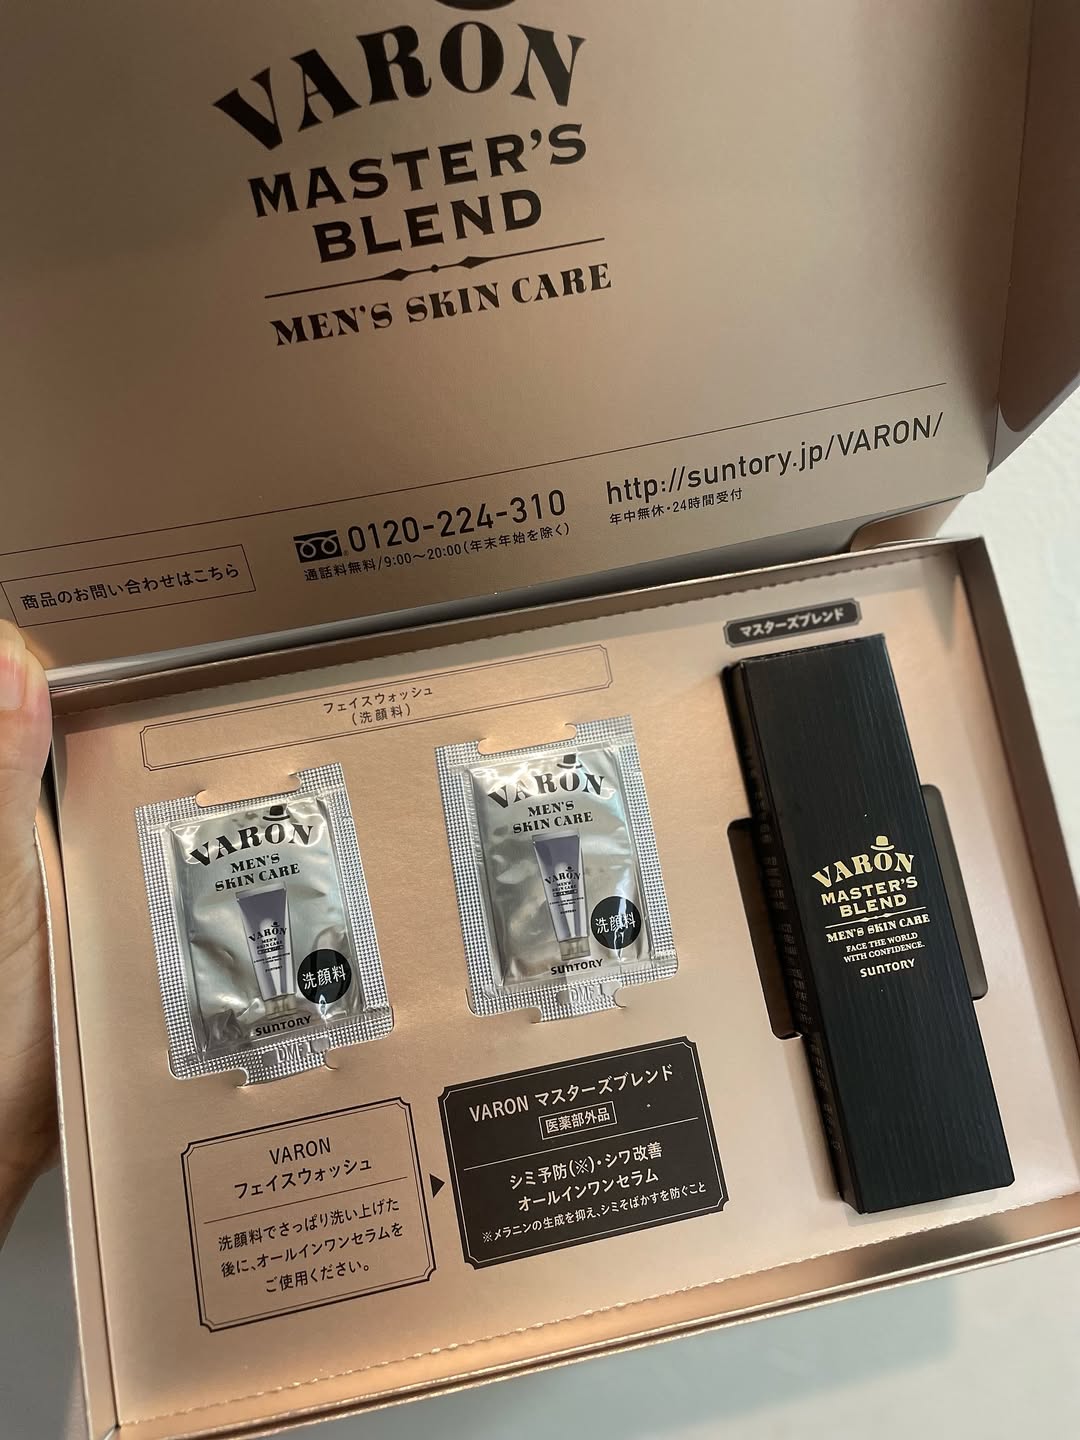 VARON
MASTER'S
BLEND
MEN'S SKIN CARE
商品のお問い合わせはこちら
0120-224-310
通話料無料/9:00〜20:00(年末年始を除く)
http://suntory.jp/VARON/
年中無休・24時間受付
フェイスウォッシュ
(洗顔料)
マスターズブレンド
VARON
MEN'S
SKIN CARE
VARON
洗顔料
SUNTORY
VARON
MEN'S
SKIN CARE
VARON
洗顔料
SUNTORY
VARON
MASTER'S
BLEND
MEN'S SKIN CARE
FACE THE WORLD
WITH CONFIDENCE.
SUNTORY
VARON
フェイスウォッシュ
洗顔料でさっぱり洗い上げた
後に、オールインワンセラムを
ご使用ください。
VARON マスターズブレンド
医薬部外品
シミ予防(※)・シワ改善
オールインワンセラム
※メラニンの生成を抑え、シミそばかすを防ぐこと